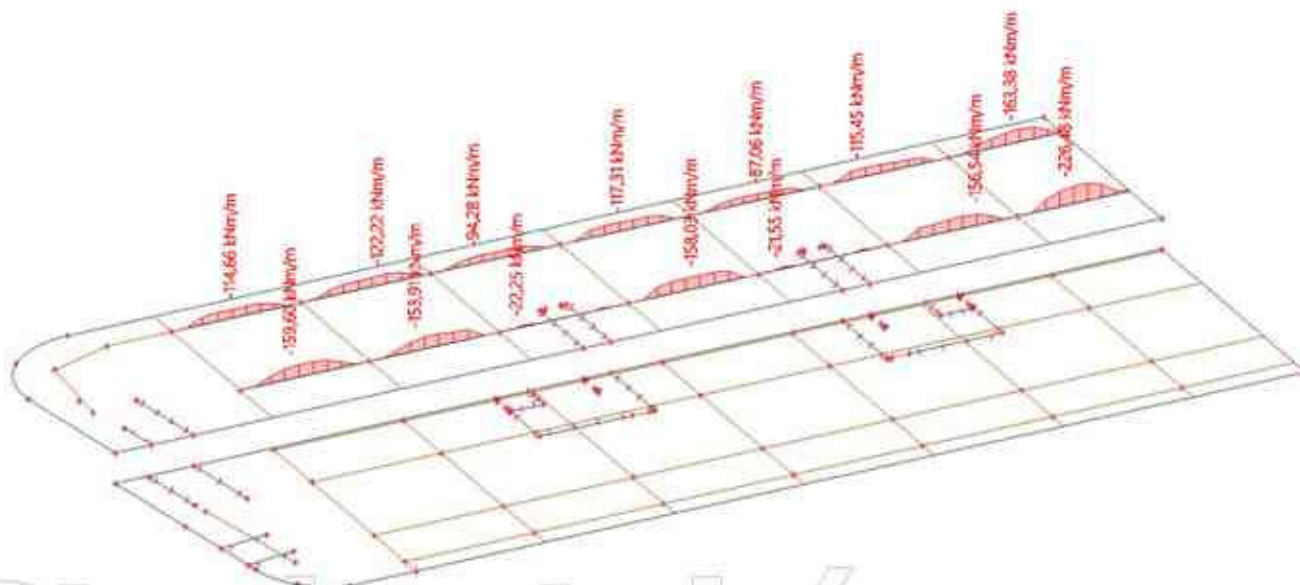 -114,66 kNm/m
-159,60 kNm/m
-122,22 kNm/m
-153,91 kNm/m
-94,28 kNm/m
-22,25 kNm/m
-117,31 kNm/m
-158,03 kNm/m
-87,06 kNm/m
-21,55 kNm/m
-115,45 kNm/m
-156,54 kNm/m
-163,38 kNm/m
-226,48 kNm/m